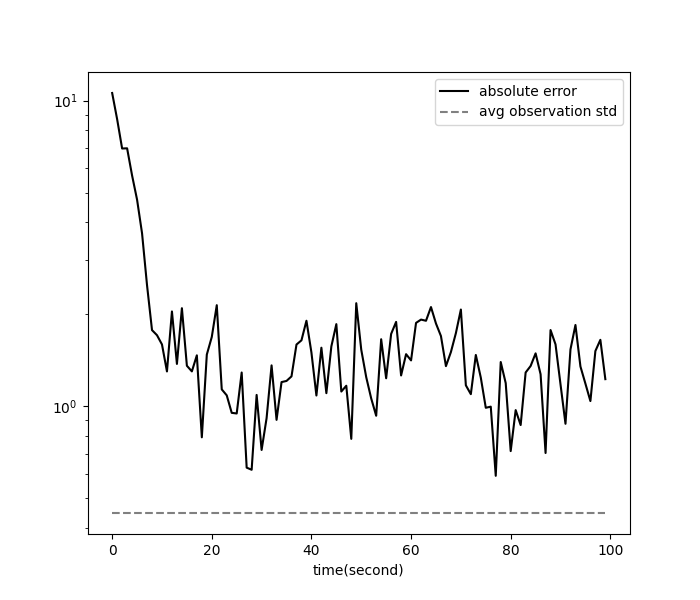 absolute error
avg observation std
10¹
10⁰
0 20 40 60 80 100
time(second)